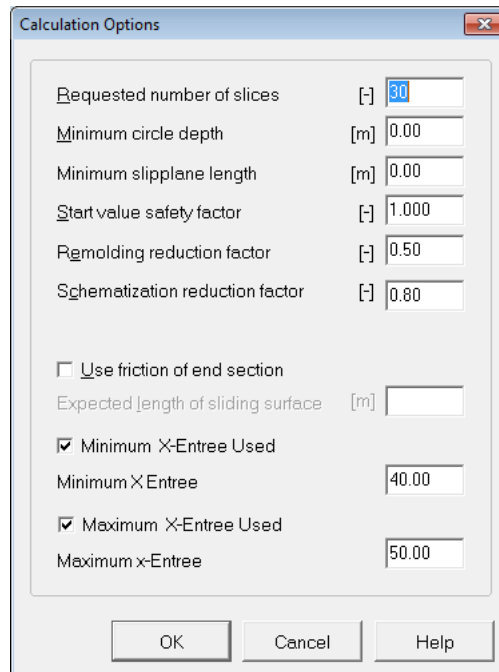 Calculation Options
Requested number of slices [-] 30
Minimum circle depth [m] 0.00
Minimum slipplane length [m] 0.00
Start value safety factor [-] 1.000
Remolding reduction factor [-] 0.50
Schematization reduction factor [-] 0.80
Use friction of end section
Expected length of sliding surface [m]
Minimum X-Entree Used
Minimum X Entree 40.00
Maximum X-Entree Used
Maximum x-Entree 50.00
OK Cancel Help